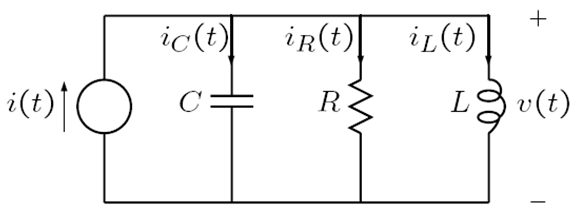 +
i_C(t) i_R(t) i_L(t)
i(t) C R L v(t)
−